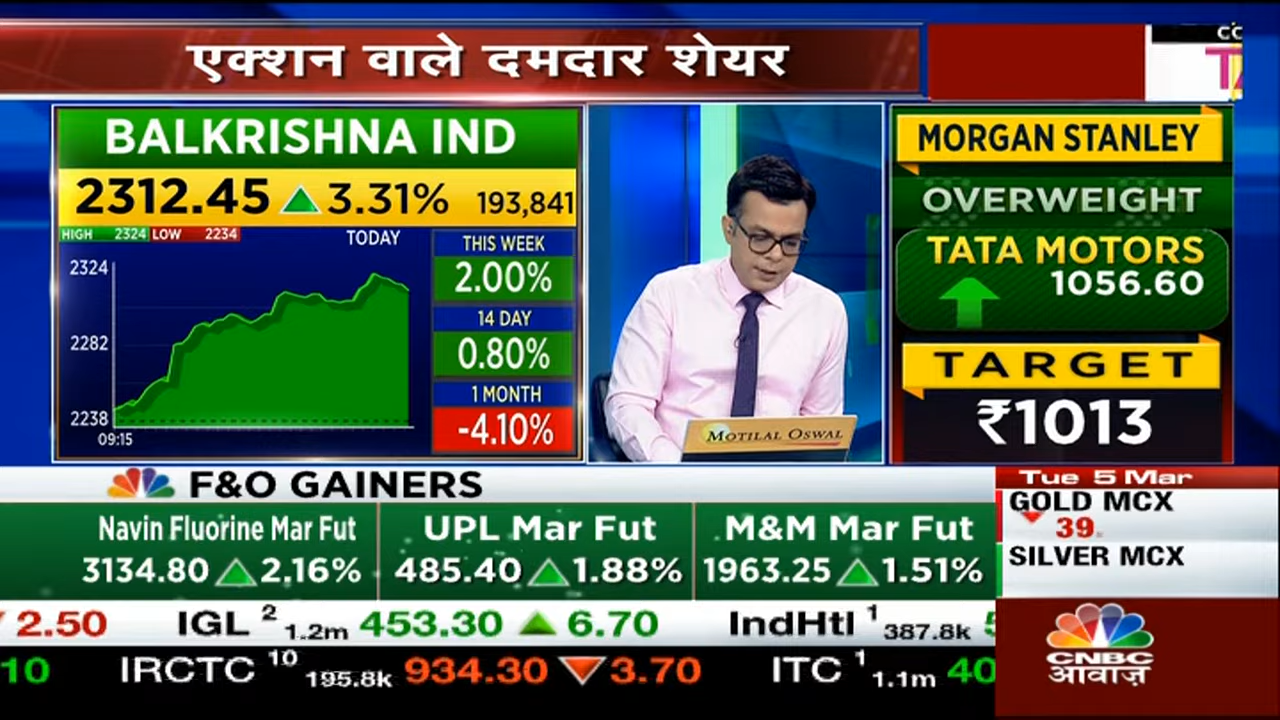 एक्शन वाले दमदार शेयर
BALKRISHNA IND
2312.45 3.31% 193,841
HIGH 2324 LOW 2234
TODAY
2324
2282
2238
09:15
THIS WEEK
2.00%
14 DAY
0.80%
1 MONTH
-4.10%
MOTILAL OSWAL
MORGAN STANLEY
OVERWEIGHT
TATA MOTORS
1056.60
TARGET
₹1013
F&O GAINERS
Navin Fluorine Mar Fut
3134.80 2.16%
UPL Mar Fut
485.40 1.88%
M&M Mar Fut
1963.25 1.51%
Tue 5 Mar
GOLD MCX
39
SILVER MCX
2.50 IGL 2 1.2m 453.30 6.70 IndHtl 1 387.8k
10 IRCTC 10 195.8k 934.30 3.70 ITC 1 1.1m 40
CNBC
आवाज़